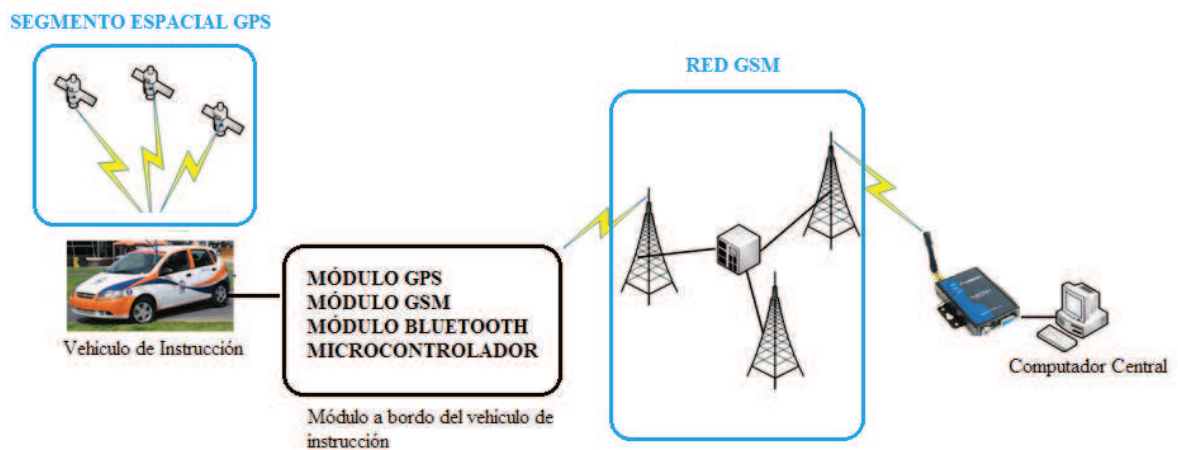 SEGMENTO ESPACIAL GPS
RED GSM
MÓDULO GPS
MÓDULO GSM
MÓDULO BLUETOOTH
MICROCONTROLADOR
Vehículo de Instrucción
Computador Central
Módulo a bordo del vehículo de
instrucción